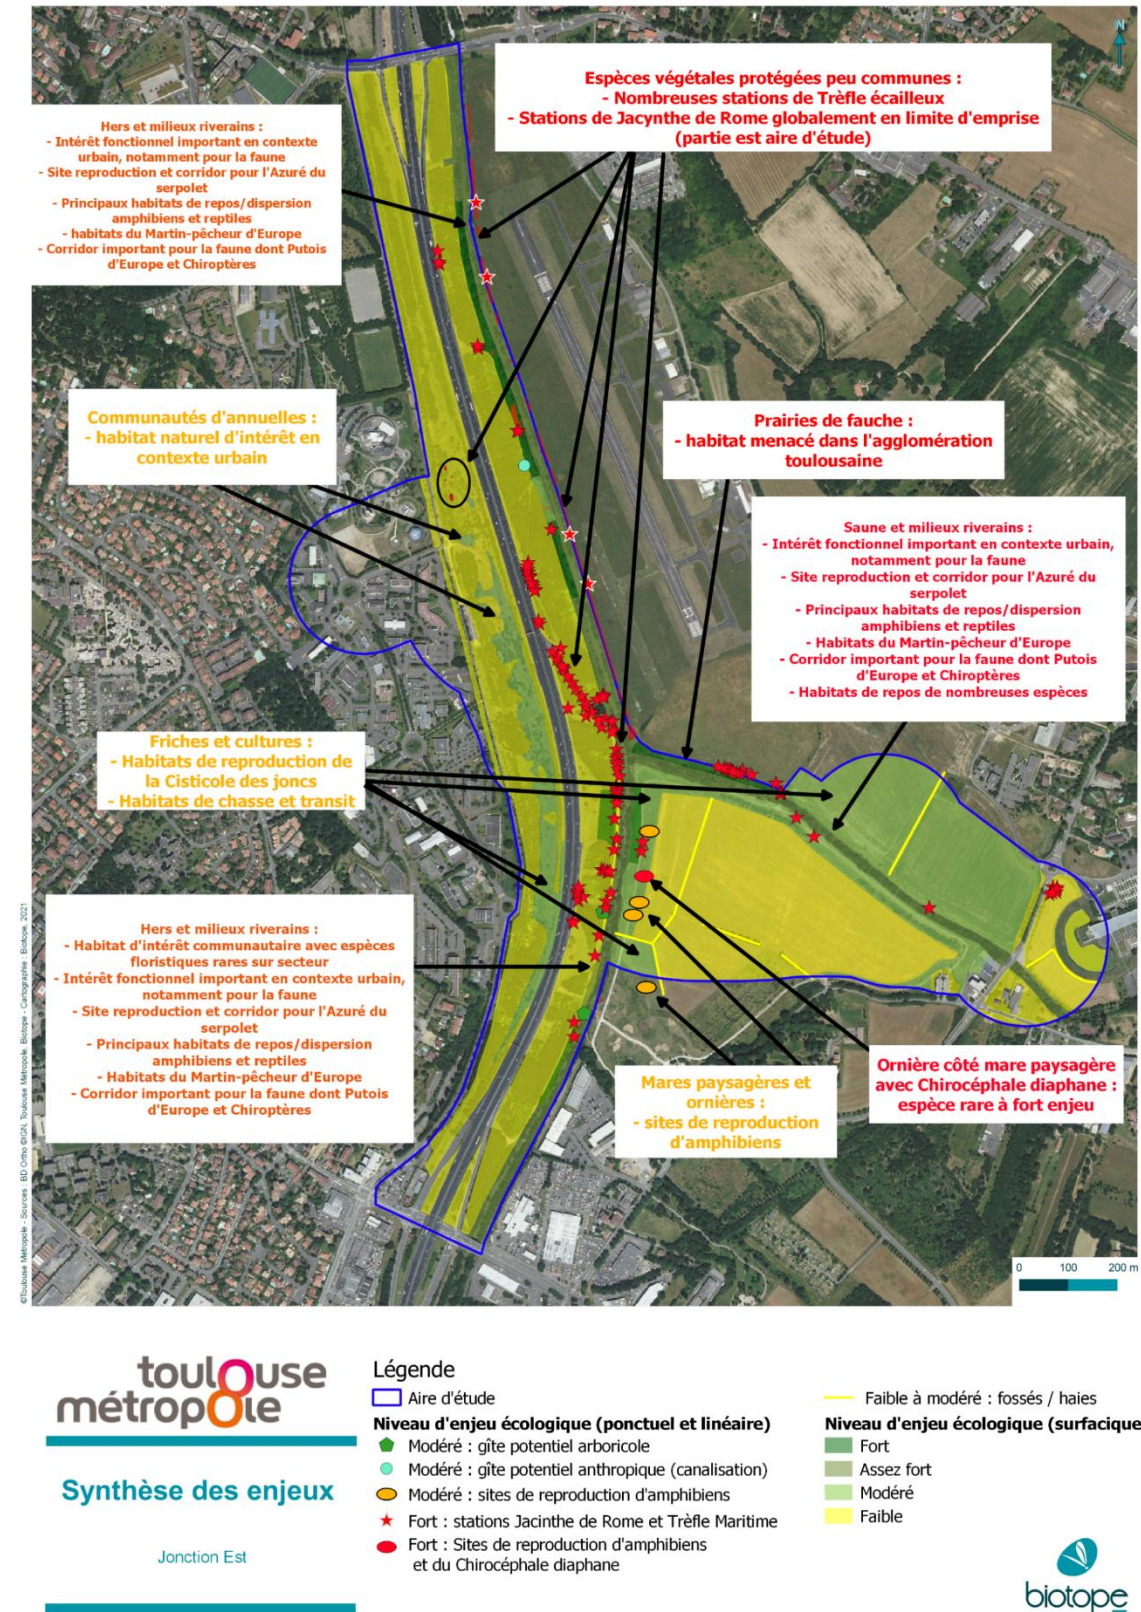 N
Espèces végétales protégées peu communes :
- Nombreuses stations de Trèfle écailleux
- Stations de Jacynthe de Rome globalement en limite d'emprise
(partie est aire d'étude)
Hers et milieux riverains :
- Intérêt fonctionnel important en contexte
urbain, notamment pour la faune
- Site reproduction et corridor pour l'Azuré du
serpolet
- Principaux habitats de repos/dispersion
amphibiens et reptiles
- habitats du Martin-pêcheur d'Europe
- Corridor important pour la faune dont Putois
d'Europe et Chiroptères
Communautés d'annuelles :
- habitat naturel d'intérêt en
contexte urbain
Prairies de fauche :
- habitat menacé dans l'agglomération
toulousaine
Saune et milieux riverains :
- Intérêt fonctionnel important en contexte urbain,
notamment pour la faune
- Site reproduction et corridor pour l'Azuré du
serpolet
- Principaux habitats de repos/dispersion
amphibiens et reptiles
- Habitats du Martin-pêcheur d'Europe
- Corridor important pour la faune dont Putois
d'Europe et Chiroptères
- Habitats de repos de nombreuses espèces
Friches et cultures :
- Habitats de reproduction de
la Cisticole des joncs
- Habitats de chasse et transit
Hers et milieux riverains :
- Habitat d'intérêt communautaire avec espèces
floristiques rares sur secteur
- Intérêt fonctionnel important en contexte urbain,
notamment pour la faune
- Site reproduction et corridor pour l'Azuré du
serpolet
- Principaux habitats de repos/dispersion
amphibiens et reptiles
- Habitats du Martin-pêcheur d'Europe
- Corridor important pour la faune dont Putois
d'Europe et Chiroptères
Mares paysagères et
ornières :
- sites de reproduction
d'amphibiens
Ornière côté mare paysagère
avec Chirocéphale diaphane :
espèce rare à fort enjeu
0 100 200 m
©Toulouse Métropole - Sources : BD Ortho ©IGN, Toulouse Métropole, Biotope - Cartographie : Biotope, 2021
toulouse
métropole
Synthèse des enjeux
Jonction Est
Légende
Aire d'étude
Niveau d'enjeu écologique (ponctuel et linéaire)
Modéré : gîte potentiel arboricole
Modéré : gîte potentiel anthropique (canalisation)
Modéré : sites de reproduction d'amphibiens
Fort : stations Jacinthe de Rome et Trèfle Maritime
Fort : Sites de reproduction d'amphibiens
et du Chirocéphale diaphane
Faible à modéré : fossés / haies
Niveau d'enjeu écologique (surfacique
Fort
Assez fort
Modéré
Faible
biotope